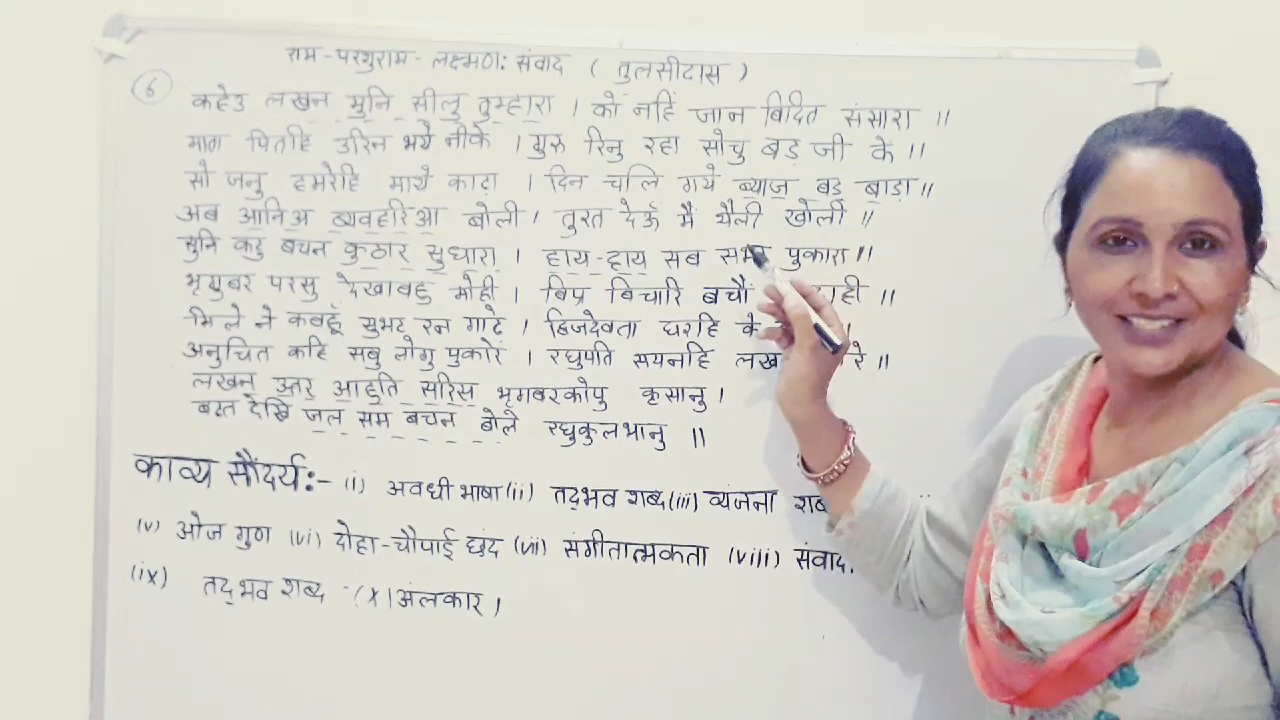 राम - परशुराम - लक्ष्मण: संवाद ( तुलसीदास )
6
कहेउ लखन मुनि सीलु तुम्हारा । को नहिं जान बिदित संसारा ॥
माता पितहि उरिन भये नीके । गुरु रिनु रहा सोचु बड़ जी के ॥
सो जनु हमरेहि माथे काढ़ा । दिन चलि गये ब्याज बड़ बाड़ा ॥
अब आनिअ ब्यवहरिआ बोली । तुरत देऊँ मैं थैली खोली ॥
सुनि कटु बचन कुठार सुधारा । हाय-हाय सब सभा पुकारा ॥
भृगुबर परसु देखावहु मोही । बिप्र बिचारि बचौं ॥
मिले ने कबहूँ सुभट रन गाढ़े । द्विजदेवता घरहि के ।
अनुचित कहि सबु लोगु पुकारे । रघुपति सयनहि लख रे ॥
लखन उतर आहुति सरिस भृगबरकोपु कृसानु ।
बढ़त देखि जल सम बचन बोले रघुकुलभानु ॥
काव्य सौंदर्य:- (i) अवधी भाषा (ii) तद्भव शब्द (iii) व्यंजना शब
(v) ओज गुण (vi) दोहा-चौपाई छंद (vii) संगीतात्मकता (viii) संवाद.
(ix) तद्भव शब्द (x) अंलकार ।